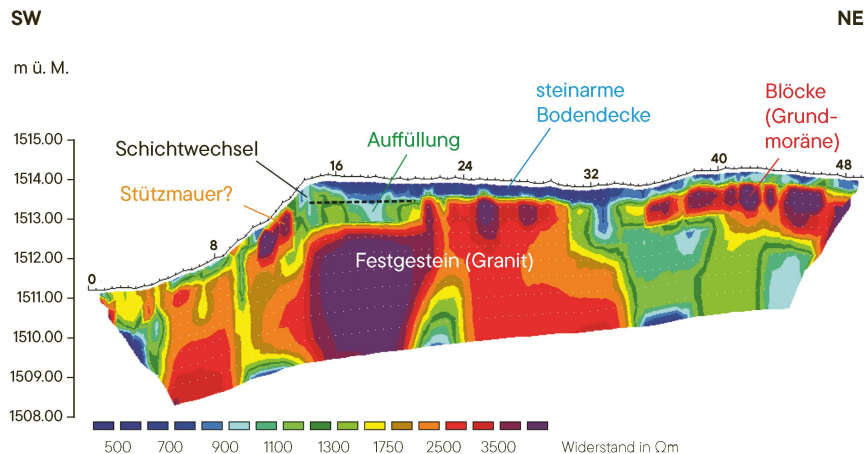 SW
NE
m ü. M.
steinarme
Bodendecke
Blöcke
(Grund-
moräne)
Auffüllung
Schichtwechsel
Stützmauer?
1515.00
1514.00
1513.00
1512.00
1511.00
1510.00
1509.00
1508.00
0
8
16
24
32
40
48
Festgestein (Granit)
500 700 900 1100 1300 1750 2500 3500 Widerstand in Ωm